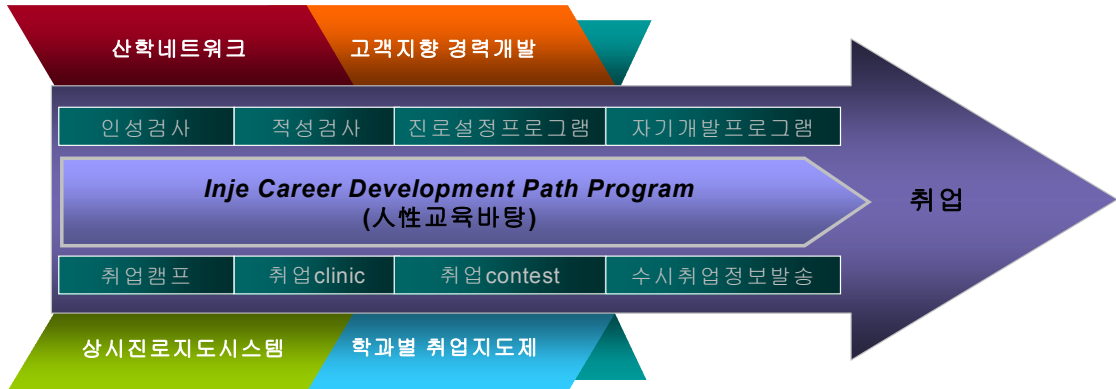 산학네트워크 고객지향 경력개발
인성검사 적성검사 진로설정프로그램 자기개발프로그램
Inje Career Development Path Program
(人性교육바탕)
취업
취업캠프 취업clinic 취업contest 수시취업정보발송
상시진로지도시스템 학과별 취업지도제